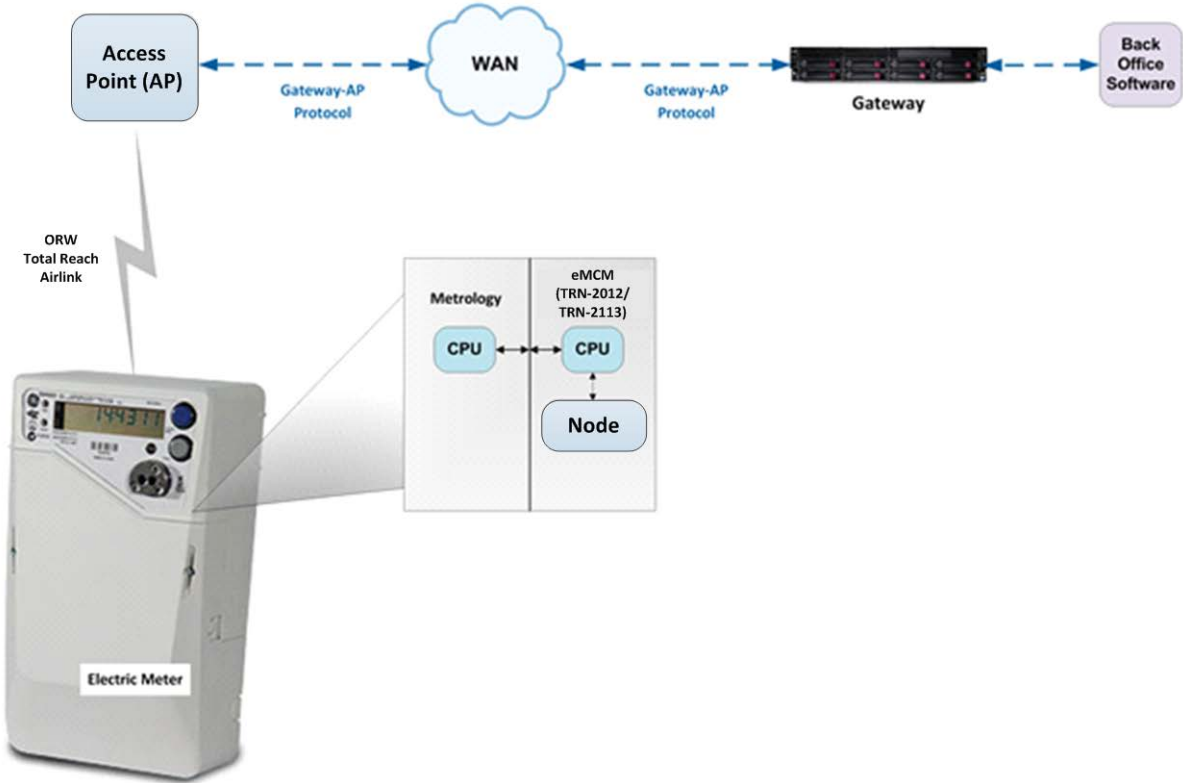 Access
Point (AP)
Gateway-AP
Protocol
WAN
Gateway-AP
Protocol
Gateway
Back
Office
Software
ORW
Total Reach
Airlink
Metrology
eMCM
(TRN-2012/
TRN-2113)
CPU
CPU
Node
144377
Electric Meter